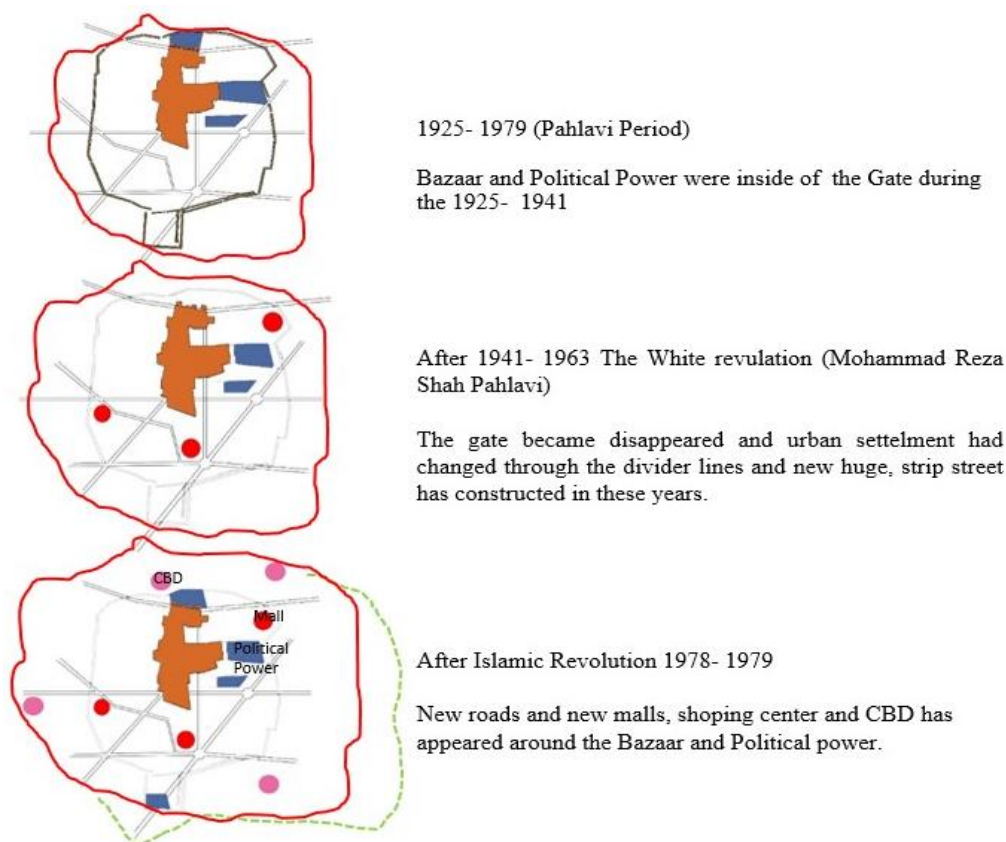 1925- 1979 (Pahlavi Period)
Bazaar and Political Power were inside of the Gate during
the 1925- 1941
After 1941- 1963 The White revulation (Mohammad Reza
Shah Pahlavi)
The gate became disappeared and urban settelment had
changed through the divider lines and new huge, strip street
has constructed in these years.
CBD
Mall
Political
Power
After Islamic Revolution 1978- 1979
New roads and new malls, shoping center and CBD has
appeared around the Bazaar and Political power.